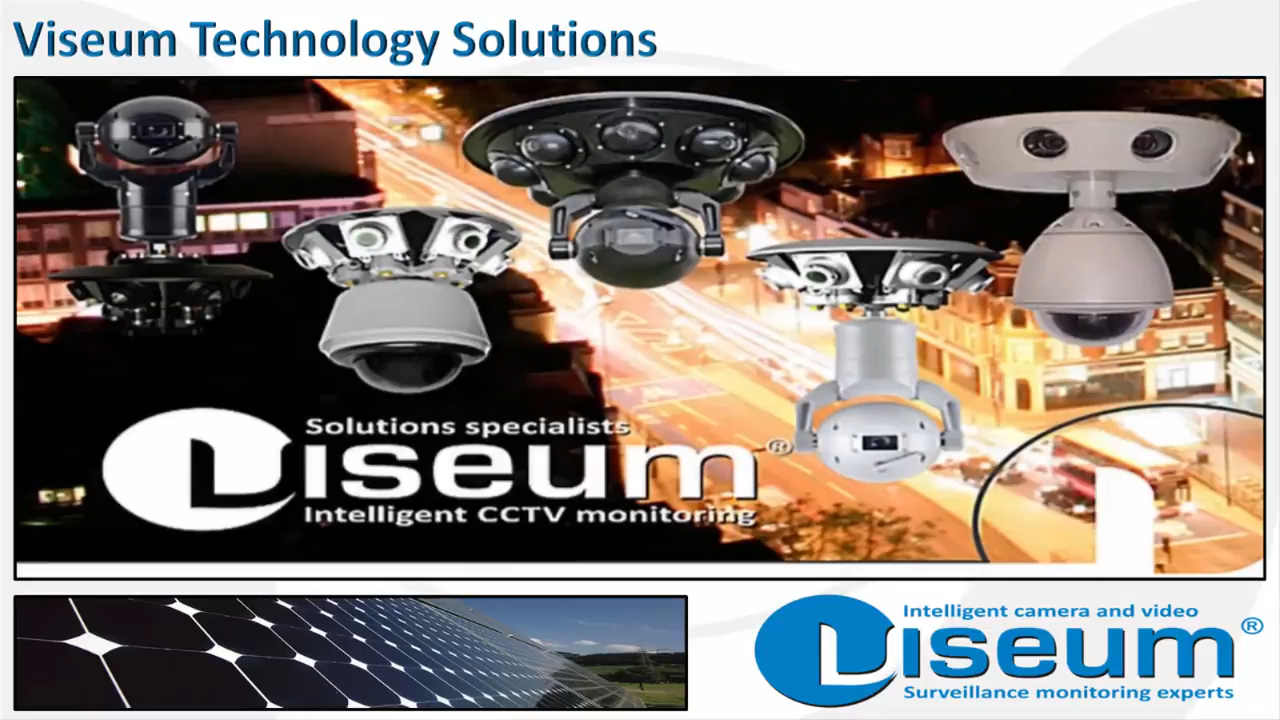 Viseum Technology Solutions
Solutions specialists
Viseum®
Intelligent CCTV monitoring
Intelligent camera and video
Viseum®
Surveillance monitoring experts